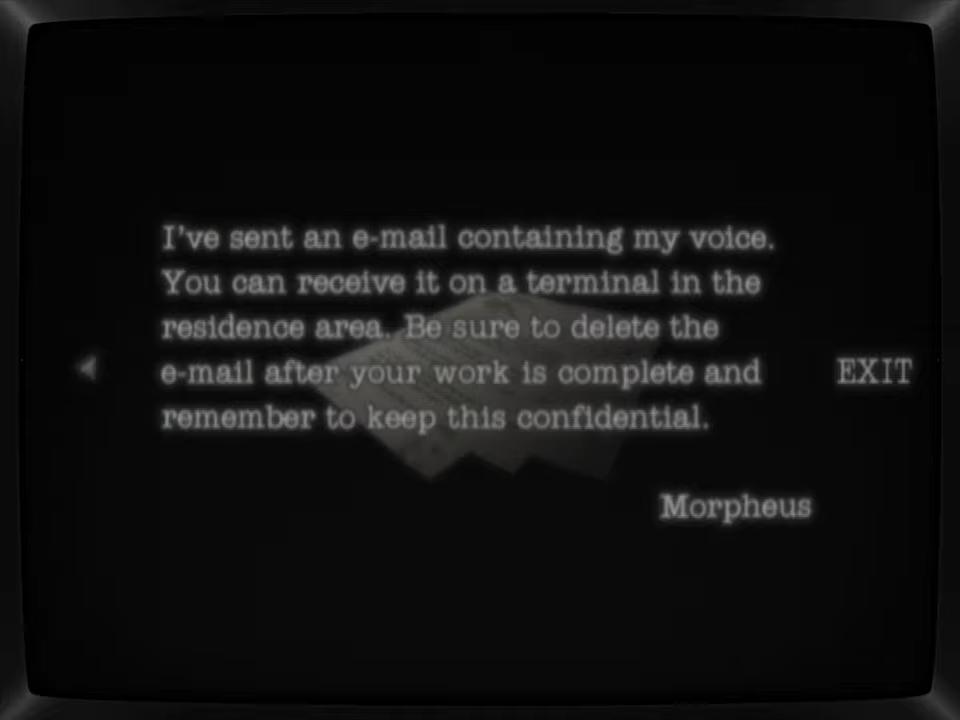 I've sent an e-mail containing my voice.
You can receive it on a terminal in the
residence area. Be sure to delete the
e-mail after your work is complete and
EXIT
remember to keep this confidential.
Morpheus